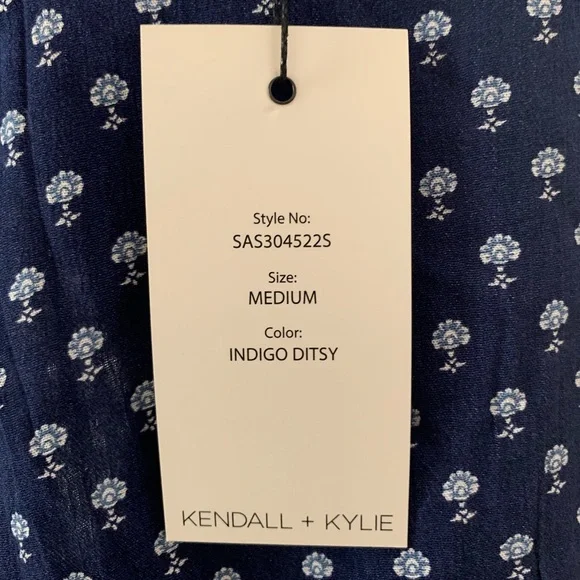 Style No:
SAS304522S
Size:
MEDIUM
Color:
INDIGO DITSY
KENDALL + KYLIE